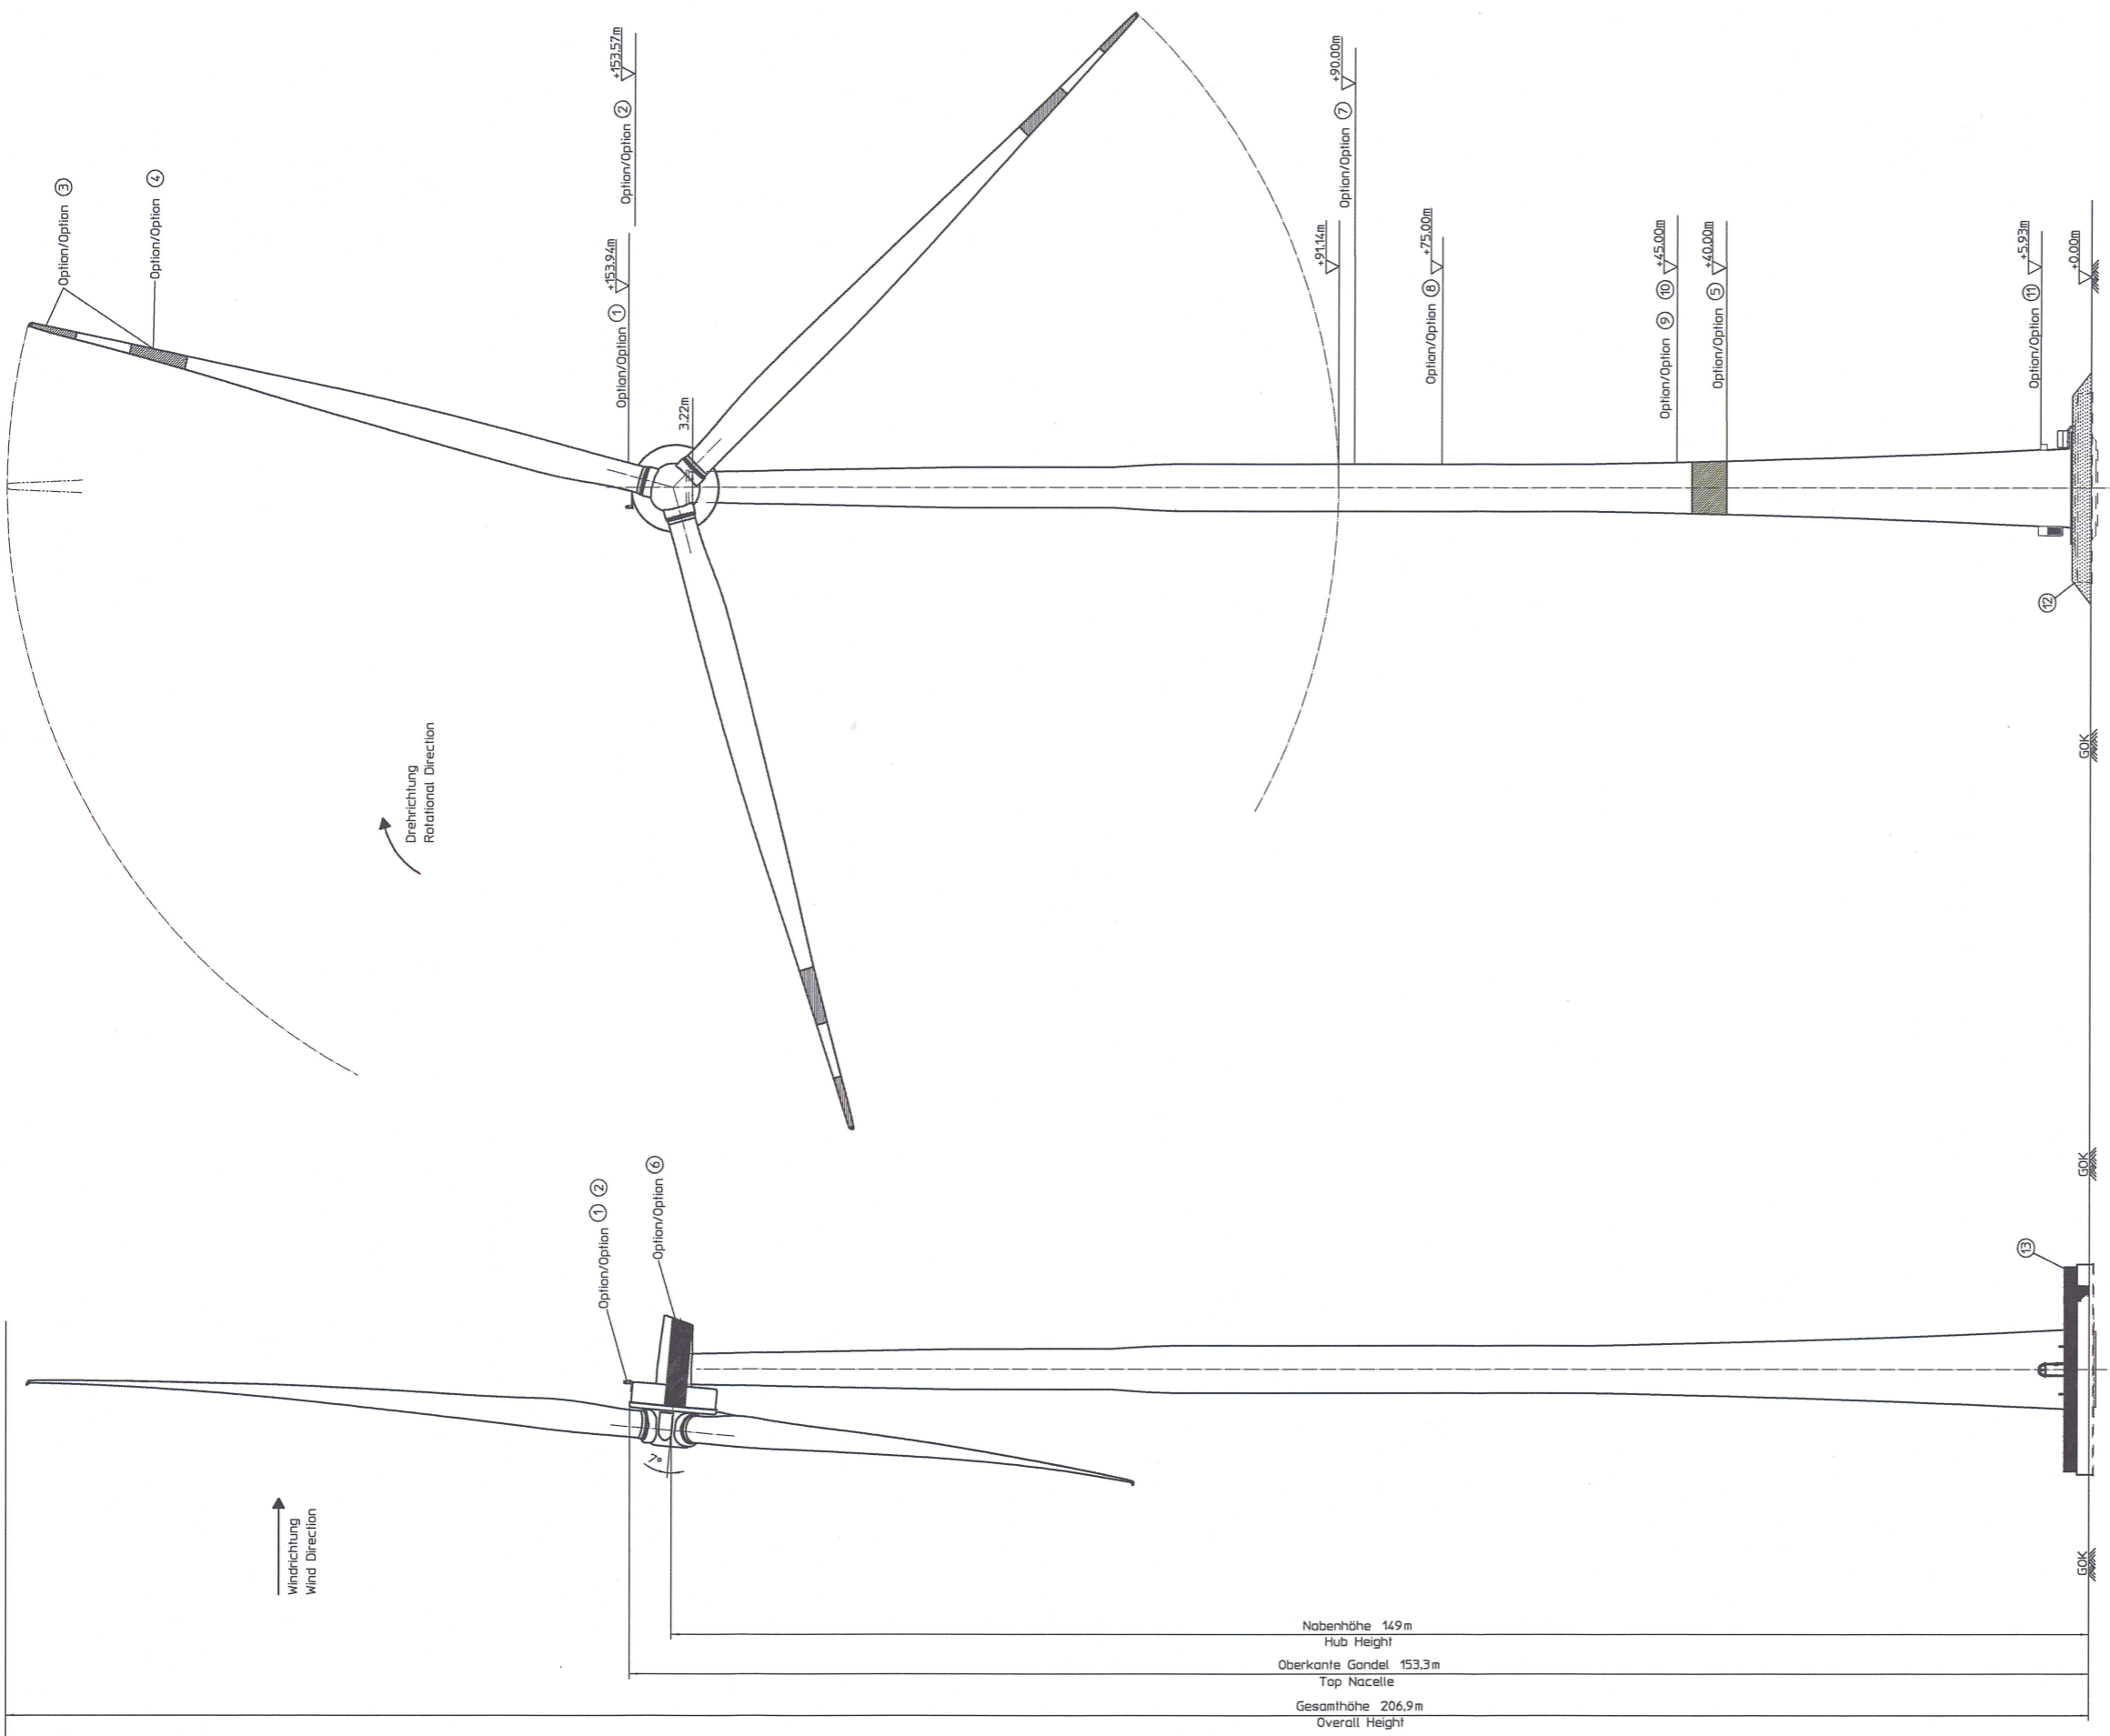 Option/Option ③
Option/Option ④
Option/Option ② +153.57m
Option/Option ① +153.94m
3.22m
Option/Option ⑦ +90.00m
+91.14m
Option/Option ⑧ +75.00m
Option/Option ⑨ ⑩ +45.00m
Option/Option ⑤ +40.00m
Option/Option ⑪ +5.93m
+0.00m
⑫
Drehrichtung
Rotational Direction
GOK
GOK
Option/Option ① ②
Option/Option ⑥
⑬
7°
Windrichtung
Wind Direction
GOK
Nabenhöhe 149m
Hub Height
Oberkante Gondel 153,3m
Top Nacelle
Gesamthöhe 206,9m
Overall Height